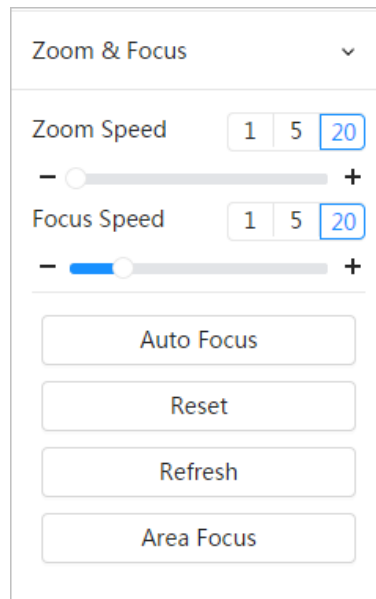 Zoom & Focus
Zoom Speed 1 5 20
− +
Focus Speed 1 5 20
− +
Auto Focus
Reset
Refresh
Area Focus